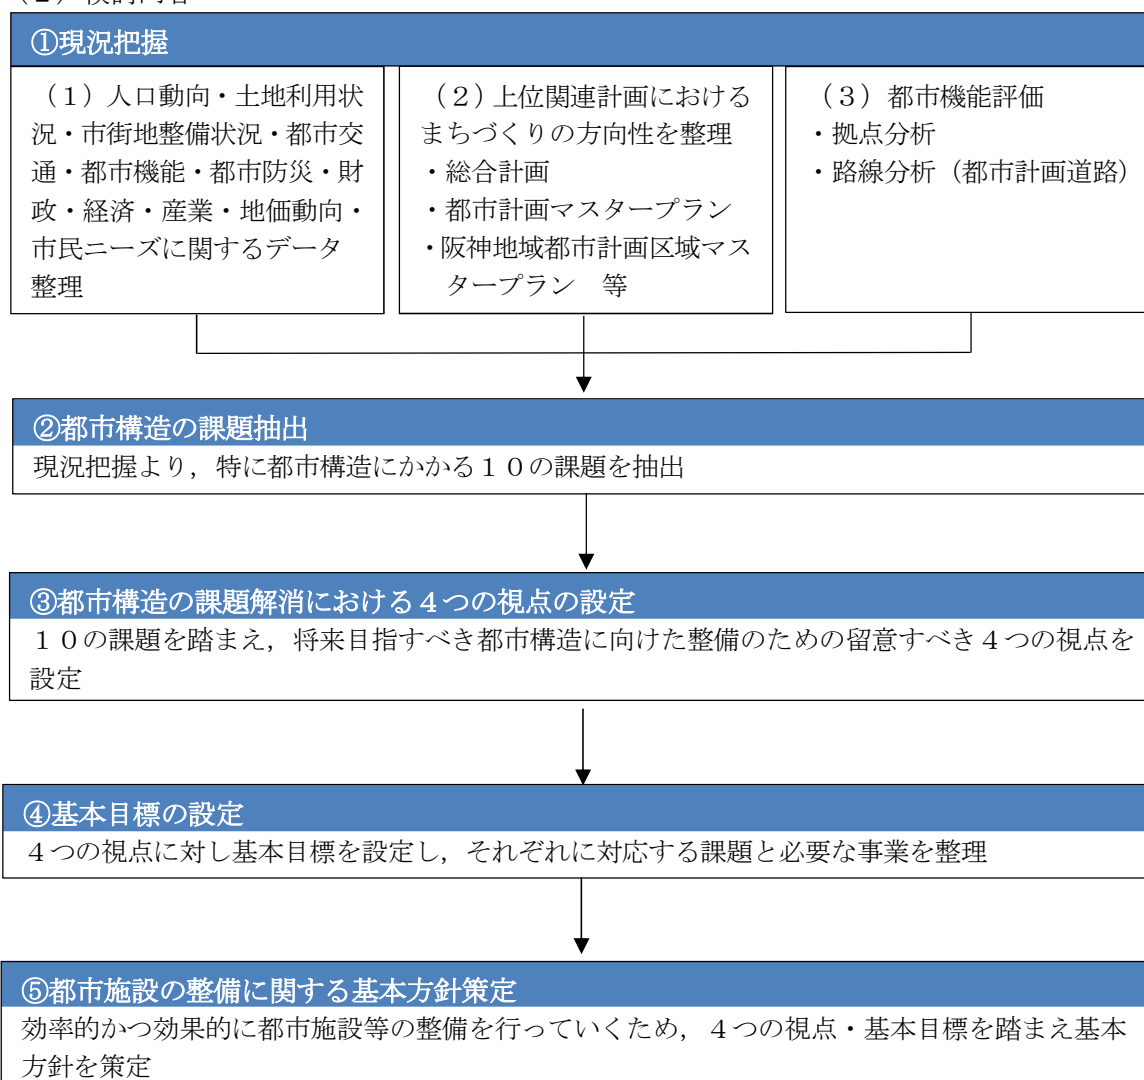 ①現況把握
（１）人口動向・土地利用状
況・市街地整備状況・都市交
通・都市機能・都市防災・財
政・経済・産業・地価動向・
市民ニーズに関するデータ
整理
（２）上位関連計画における
まちづくりの方向性を整理
・総合計画
・都市計画マスタープラン
・阪神地域都市計画区域マス
タープラン　等
（３）都市機能評価
・拠点分析
・路線分析（都市計画道路）
②都市構造の課題抽出
現況把握より，特に都市構造にかかる１０の課題を抽出
③都市構造の課題解消における４つの視点の設定
１０の課題を踏まえ，将来目指すべき都市構造に向けた整備のための留意すべき４つの視点を
設定
④基本目標の設定
４つの視点に対し基本目標を設定し，それぞれに対応する課題と必要な事業を整理
⑤都市施設の整備に関する基本方針策定
効率的かつ効果的に都市施設等の整備を行っていくため，４つの視点・基本目標を踏まえ基本
方針を策定